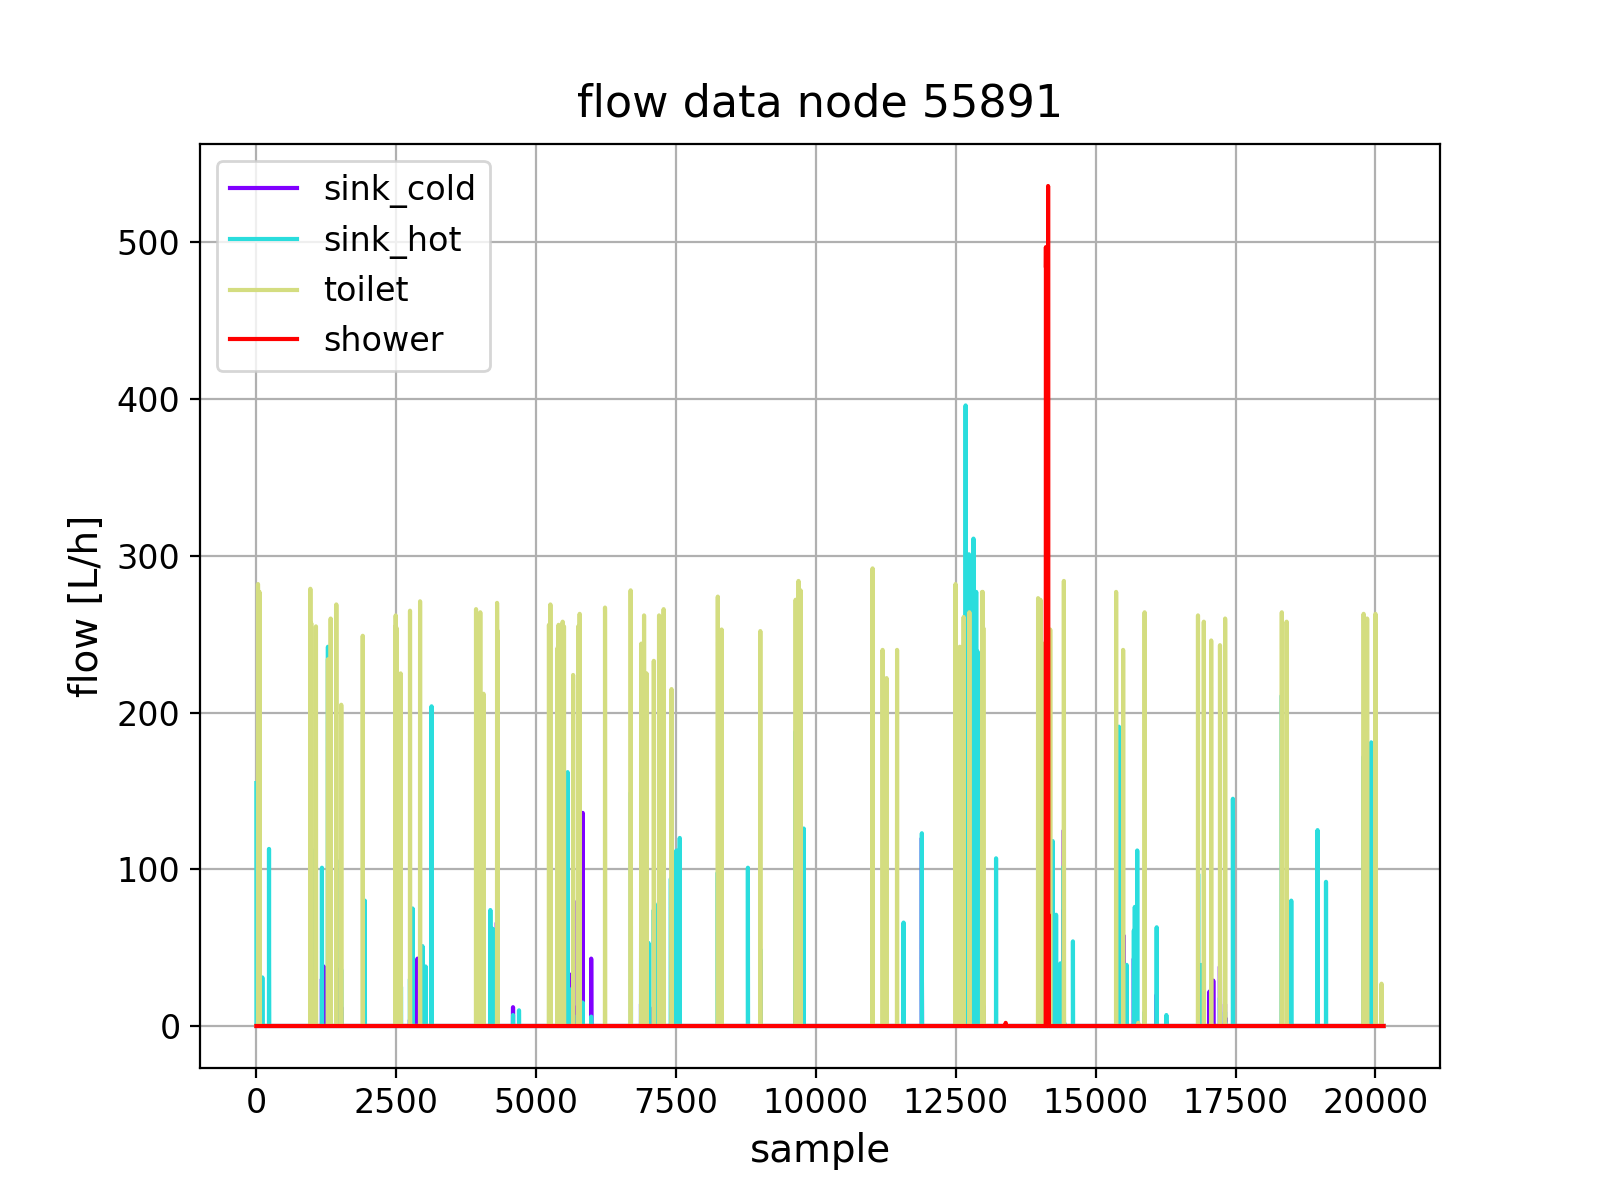 flow data node 55891
sink_cold
sink_hot
toilet
shower
flow [L/h]
500
400
300
200
100
0
0 2500 5000 7500 10000 12500 15000 17500 20000
sample